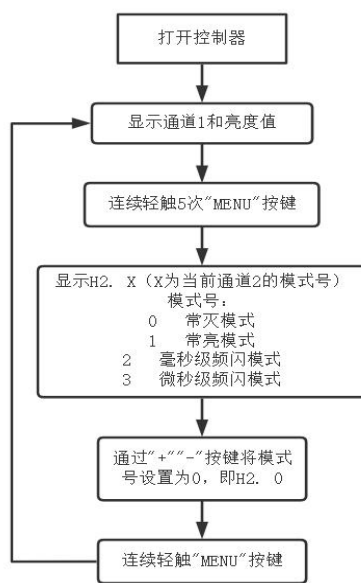 打开控制器
显示通道1和亮度值
连续轻触5次"MENU"按键
显示H2. X（X为当前通道2的模式号）
模式号：
0 常灭模式
1 常亮模式
2 毫秒级频闪模式
3 微秒级频闪模式
通过"+""-"按键将模式
号设置为0，即H2. 0
连续轻触"MENU"按键